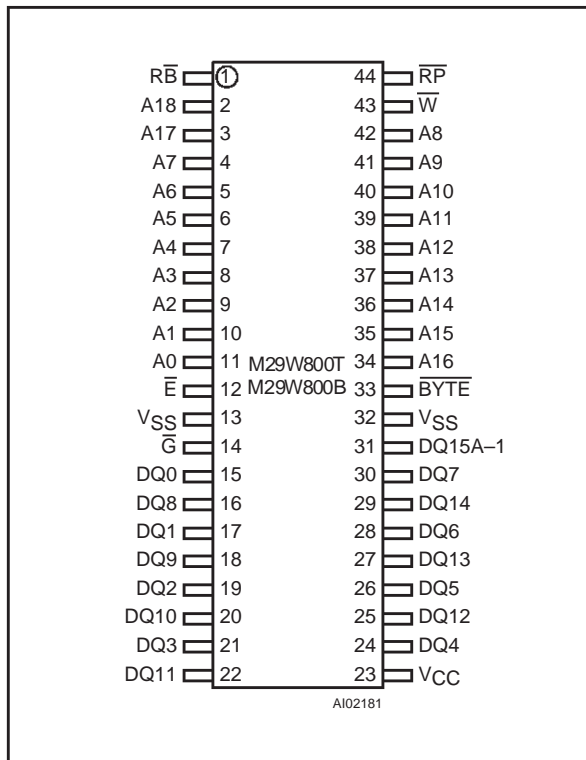 RB̅ 1 44 R̅P̅
A18 2 43 W̅
A17 3 42 A8
A7 4 41 A9
A6 5 40 A10
A5 6 39 A11
A4 7 38 A12
A3 8 37 A13
A2 9 36 A14
A1 10 35 A15
A0 11 M29W800T 34 A16
E̅ 12 M29W800B 33 B̅Y̅T̅E̅
VSS 13 32 VSS
G̅ 14 31 DQ15A–1
DQ0 15 30 DQ7
DQ8 16 29 DQ14
DQ1 17 28 DQ6
DQ9 18 27 DQ13
DQ2 19 26 DQ5
DQ10 20 25 DQ12
DQ3 21 24 DQ4
DQ11 22 23 VCC
AI02181